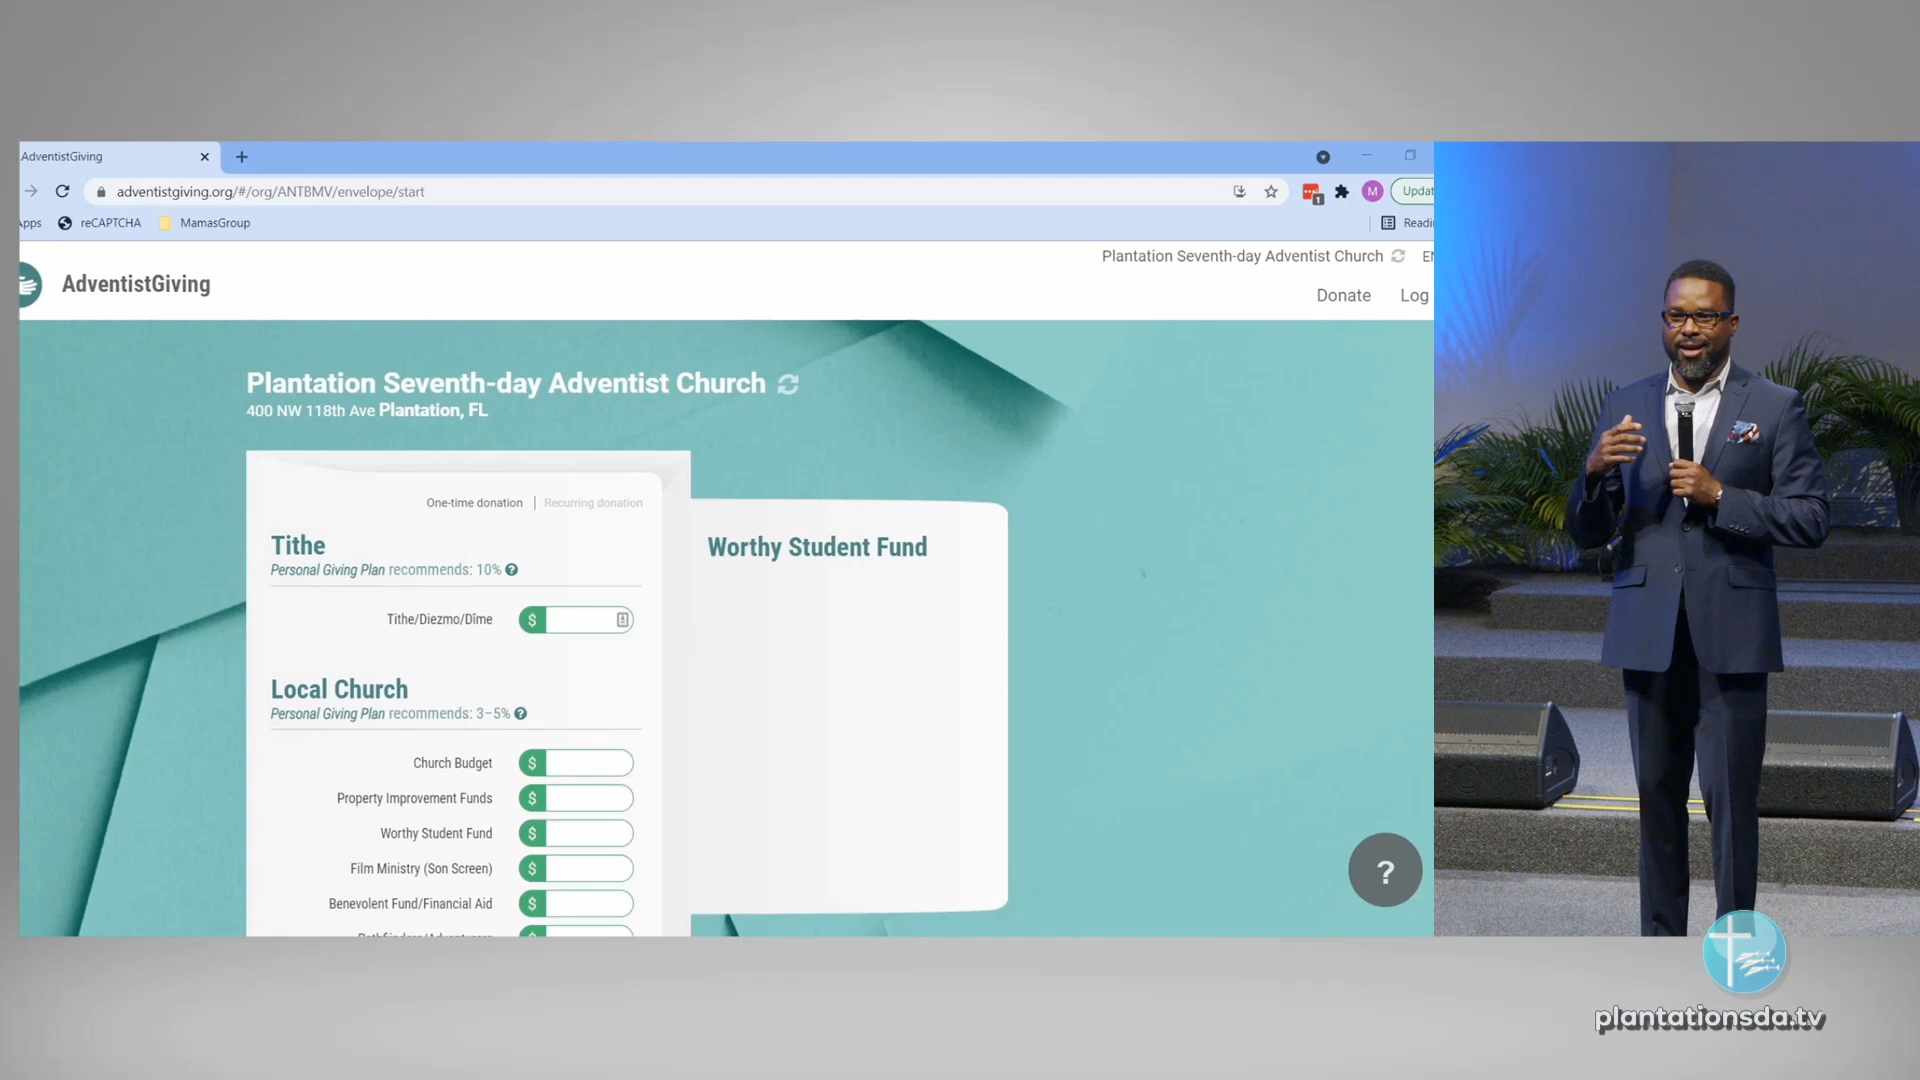 AdventistGiving
adventistgiving.org/#/org/ANTBMV/envelope/start
M
Updat
1
reCAPTCHA
MamasGroup
Readi
Plantation Seventh-day Adventist Church
AdventistGiving
Donate
Log
Plantation Seventh-day Adventist Church
400 NW 118th Ave Plantation, FL
One-time donation | Recurring donation
Tithe
Personal Giving Plan recommends: 10% ?
Tithe/Diezmo/Dîme $
Local Church
Personal Giving Plan recommends: 3–5% ?
Church Budget $
Property Improvement Funds $
Worthy Student Fund $
Film Ministry (Son Screen) $
Benevolent Fund/Financial Aid $
Worthy Student Fund
?
plantationsda.tv